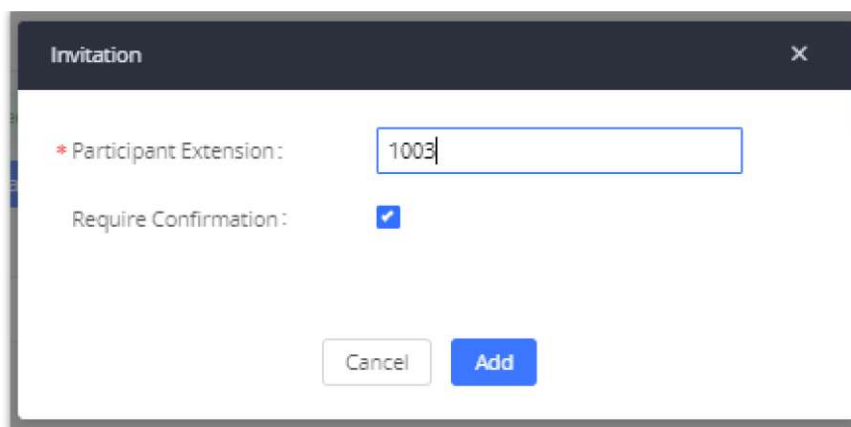 Invitation
* Participant Extension : 1003
Require Confirmation :
Cancel Add